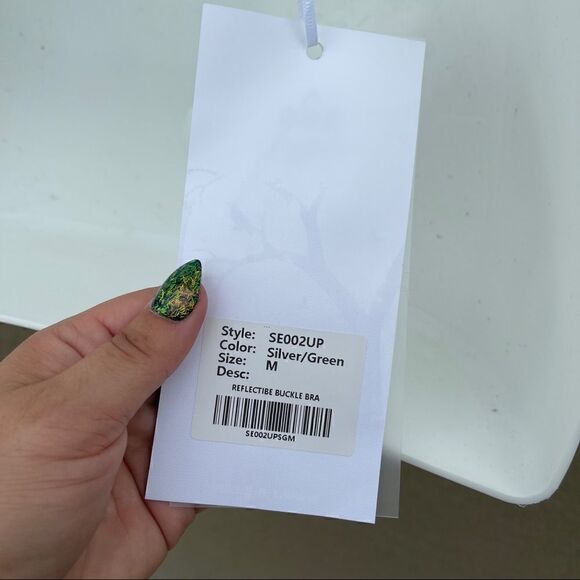 Style: SE002UP
Color: Silver/Green
Size: M
Desc:
REFLECTIBE BUCKLE BRA
SE002UPSGM